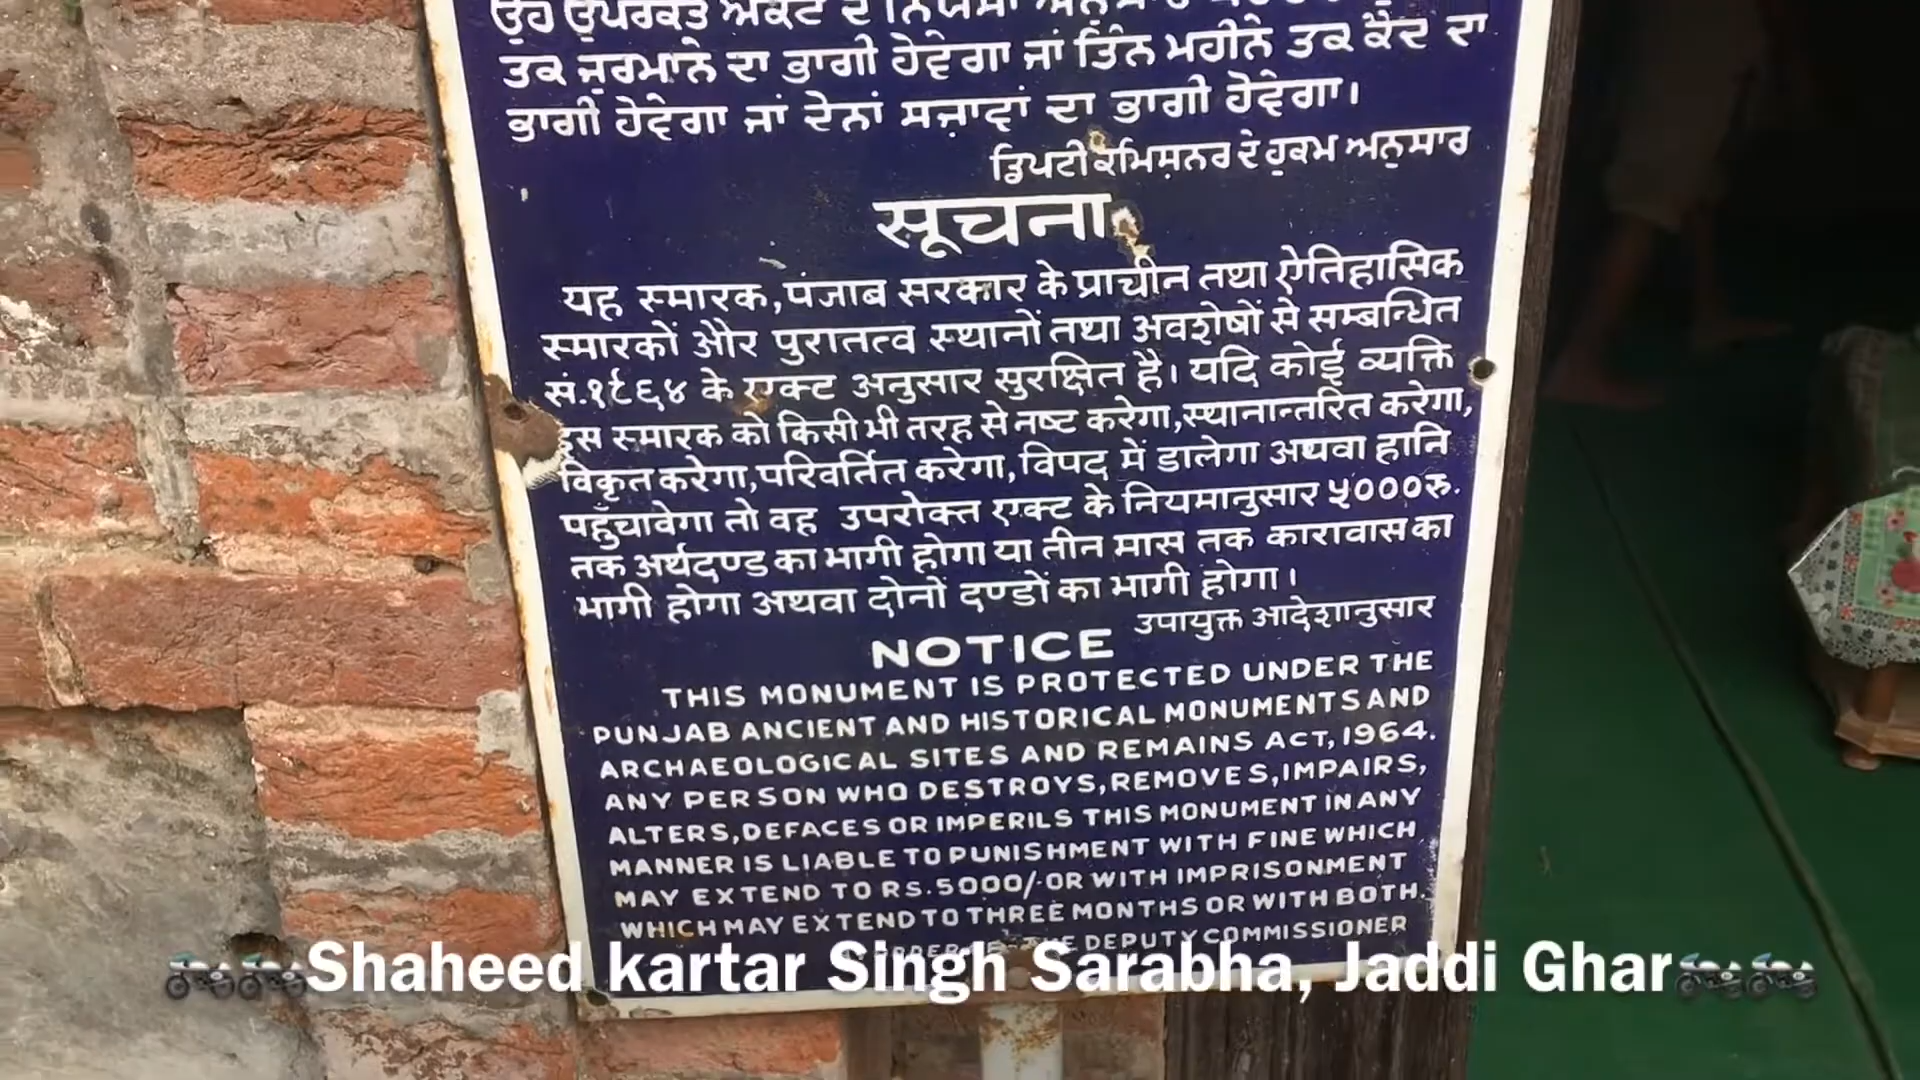 ਉਹ ਉਪਰੋਕਤ ਐਕਟ ਦੇ ਨਿਯਮਾਂ ਅਨੁਸਾਰ
ਤਕ ਜੁਰਮਾਨੇ ਦਾ ਭਾਗੀ ਹੋਵੇਗਾ ਜਾਂ ਤਿੰਨ ਮਹੀਨੇ ਤਕ ਕੈਦ ਦਾ
ਭਾਗੀ ਹੋਵੇਗਾ ਜਾਂ ਦੋਨਾਂ ਸਜ਼ਾਵਾਂ ਦਾ ਭਾਗੀ ਹੋਵੇਗਾ।
ਡਿਪਟੀ ਕਮਿਸ਼ਨਰ ਦੇ ਹੁਕਮ ਅਨੁਸਾਰ
सूचना
यह स्मारक, पंजाब सरकार के प्राचीन तथा ऐतिहासिक
स्मारकों और पुरातत्व स्थानों तथा अवशेषों से सम्बन्धित
सं.१९६४ के एक्ट अनुसार सुरक्षित है। यदि कोई व्यक्ति
इस स्मारक को किसी भी तरह से नष्ट करेगा, स्थानान्तरित करेगा,
विकृत करेगा, परिवर्तित करेगा, विपद में डालेगा अथवा हानि
पहुँचावेगा तो वह उपरोक्त एक्ट के नियमानुसार ५०००रु.
तक अर्थदण्ड का भागी होगा या तीन मास तक कारावास का
भागी होगा अथवा दोनों दण्डों का भागी होगा।
उपायुक्त आदेशानुसार
NOTICE
THIS MONUMENT IS PROTECTED UNDER THE
PUNJAB ANCIENT AND HISTORICAL MONUMENTS AND
ARCHAEOLOGICAL SITES AND REMAINS ACT, 1964.
ANY PERSON WHO DESTROYS, REMOVES, IMPAIRS,
ALTERS, DEFACES OR IMPERILS THIS MONUMENT IN ANY
MANNER IS LIABLE TO PUNISHMENT WITH FINE WHICH
MAY EXTEND TO RS. 5000/- OR WITH IMPRISONMENT
WHICH MAY EXTEND TO THREE MONTHS OR WITH BOTH.
DEPUTY COMMISSIONER
Shaheed kartar Singh Sarabha, Jaddi Ghar